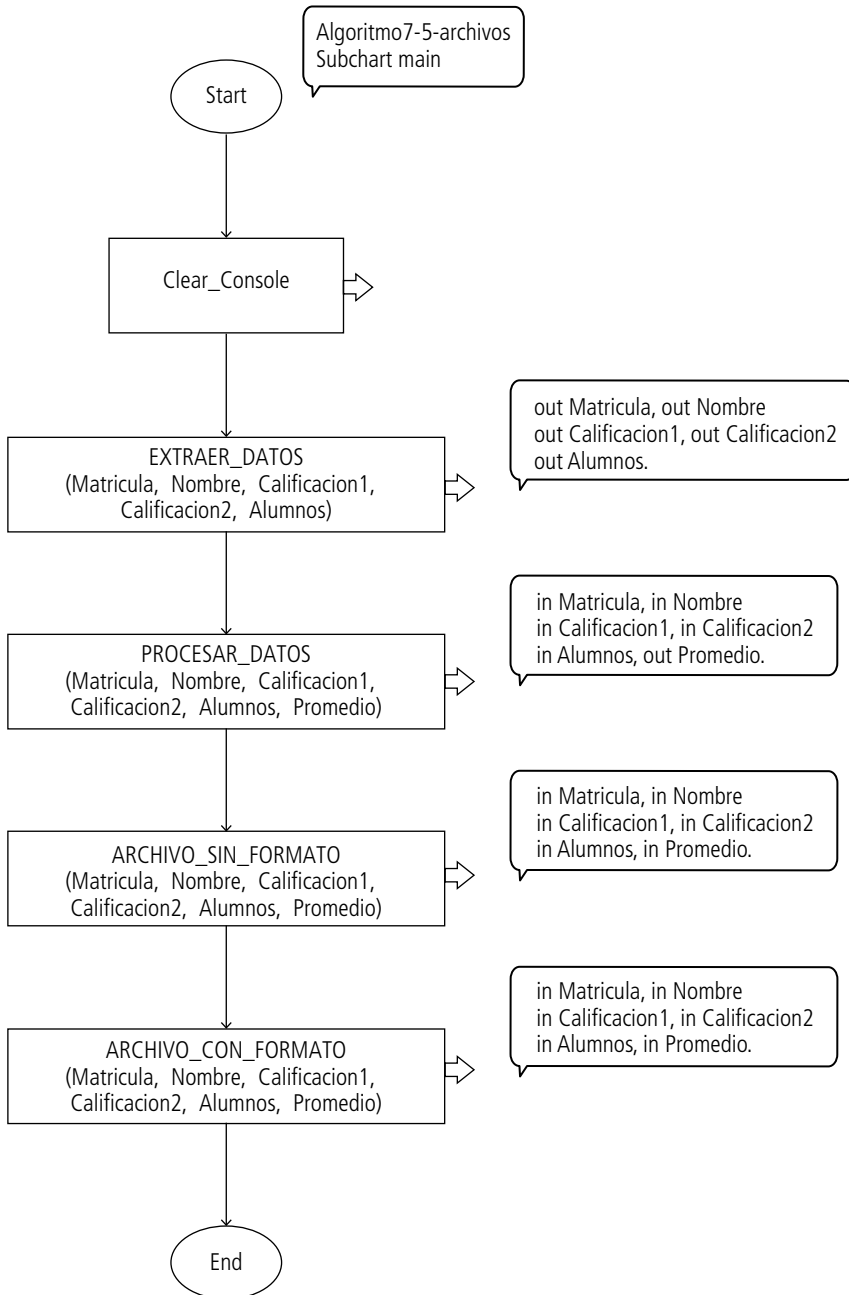 Algoritmo7-5-archivos
Subchart main
Start
Clear_Console
EXTRAER_DATOS
(Matricula, Nombre, Calificacion1,
Calificacion2, Alumnos)
out Matricula, out Nombre
out Calificacion1, out Calificacion2
out Alumnos.
PROCESAR_DATOS
(Matricula, Nombre, Calificacion1,
Calificacion2, Alumnos, Promedio)
in Matricula, in Nombre
in Calificacion1, in Calificacion2
in Alumnos, out Promedio.
ARCHIVO_SIN_FORMATO
(Matricula, Nombre, Calificacion1,
Calificacion2, Alumnos, Promedio)
in Matricula, in Nombre
in Calificacion1, in Calificacion2
in Alumnos, in Promedio.
ARCHIVO_CON_FORMATO
(Matricula, Nombre, Calificacion1,
Calificacion2, Alumnos, Promedio)
in Matricula, in Nombre
in Calificacion1, in Calificacion2
in Alumnos, in Promedio.
End